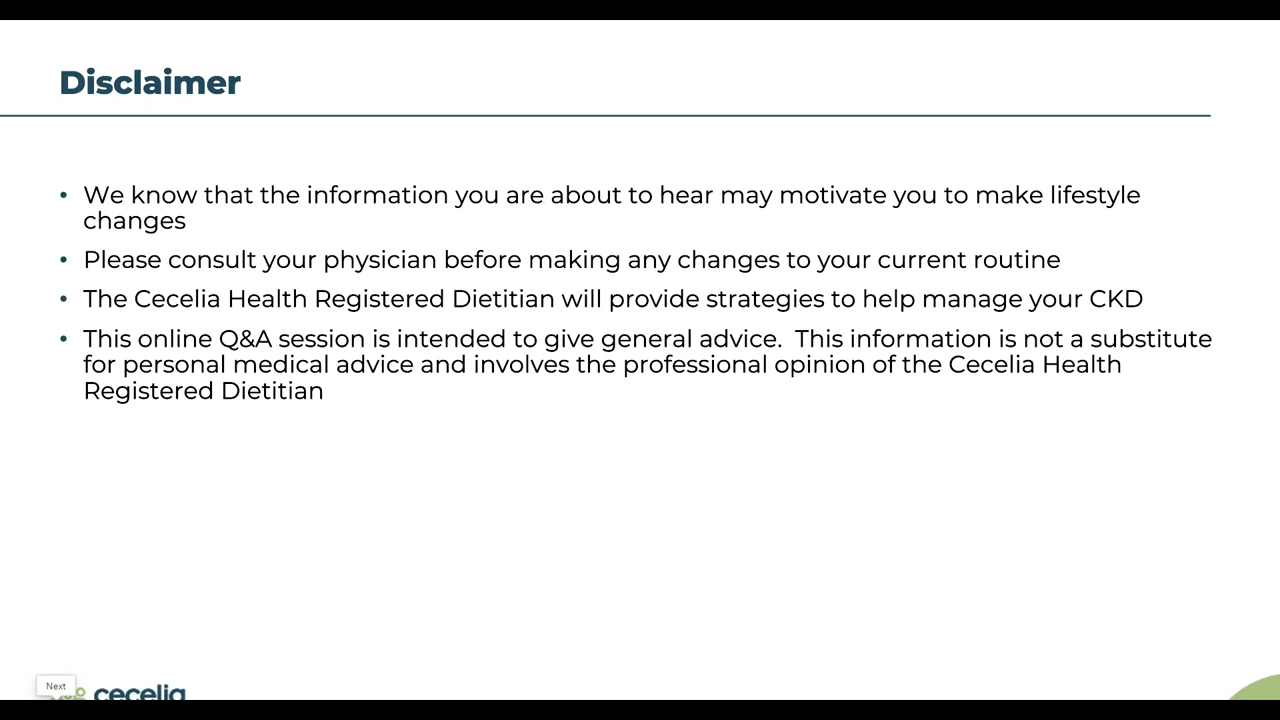 Disclaimer
• We know that the information you are about to hear may motivate you to make lifestyle
changes
• Please consult your physician before making any changes to your current routine
• The Cecelia Health Registered Dietitian will provide strategies to help manage your CKD
• This online Q&A session is intended to give general advice.  This information is not a substitute
for personal medical advice and involves the professional opinion of the Cecelia Health
Registered Dietitian
Next
cecelia